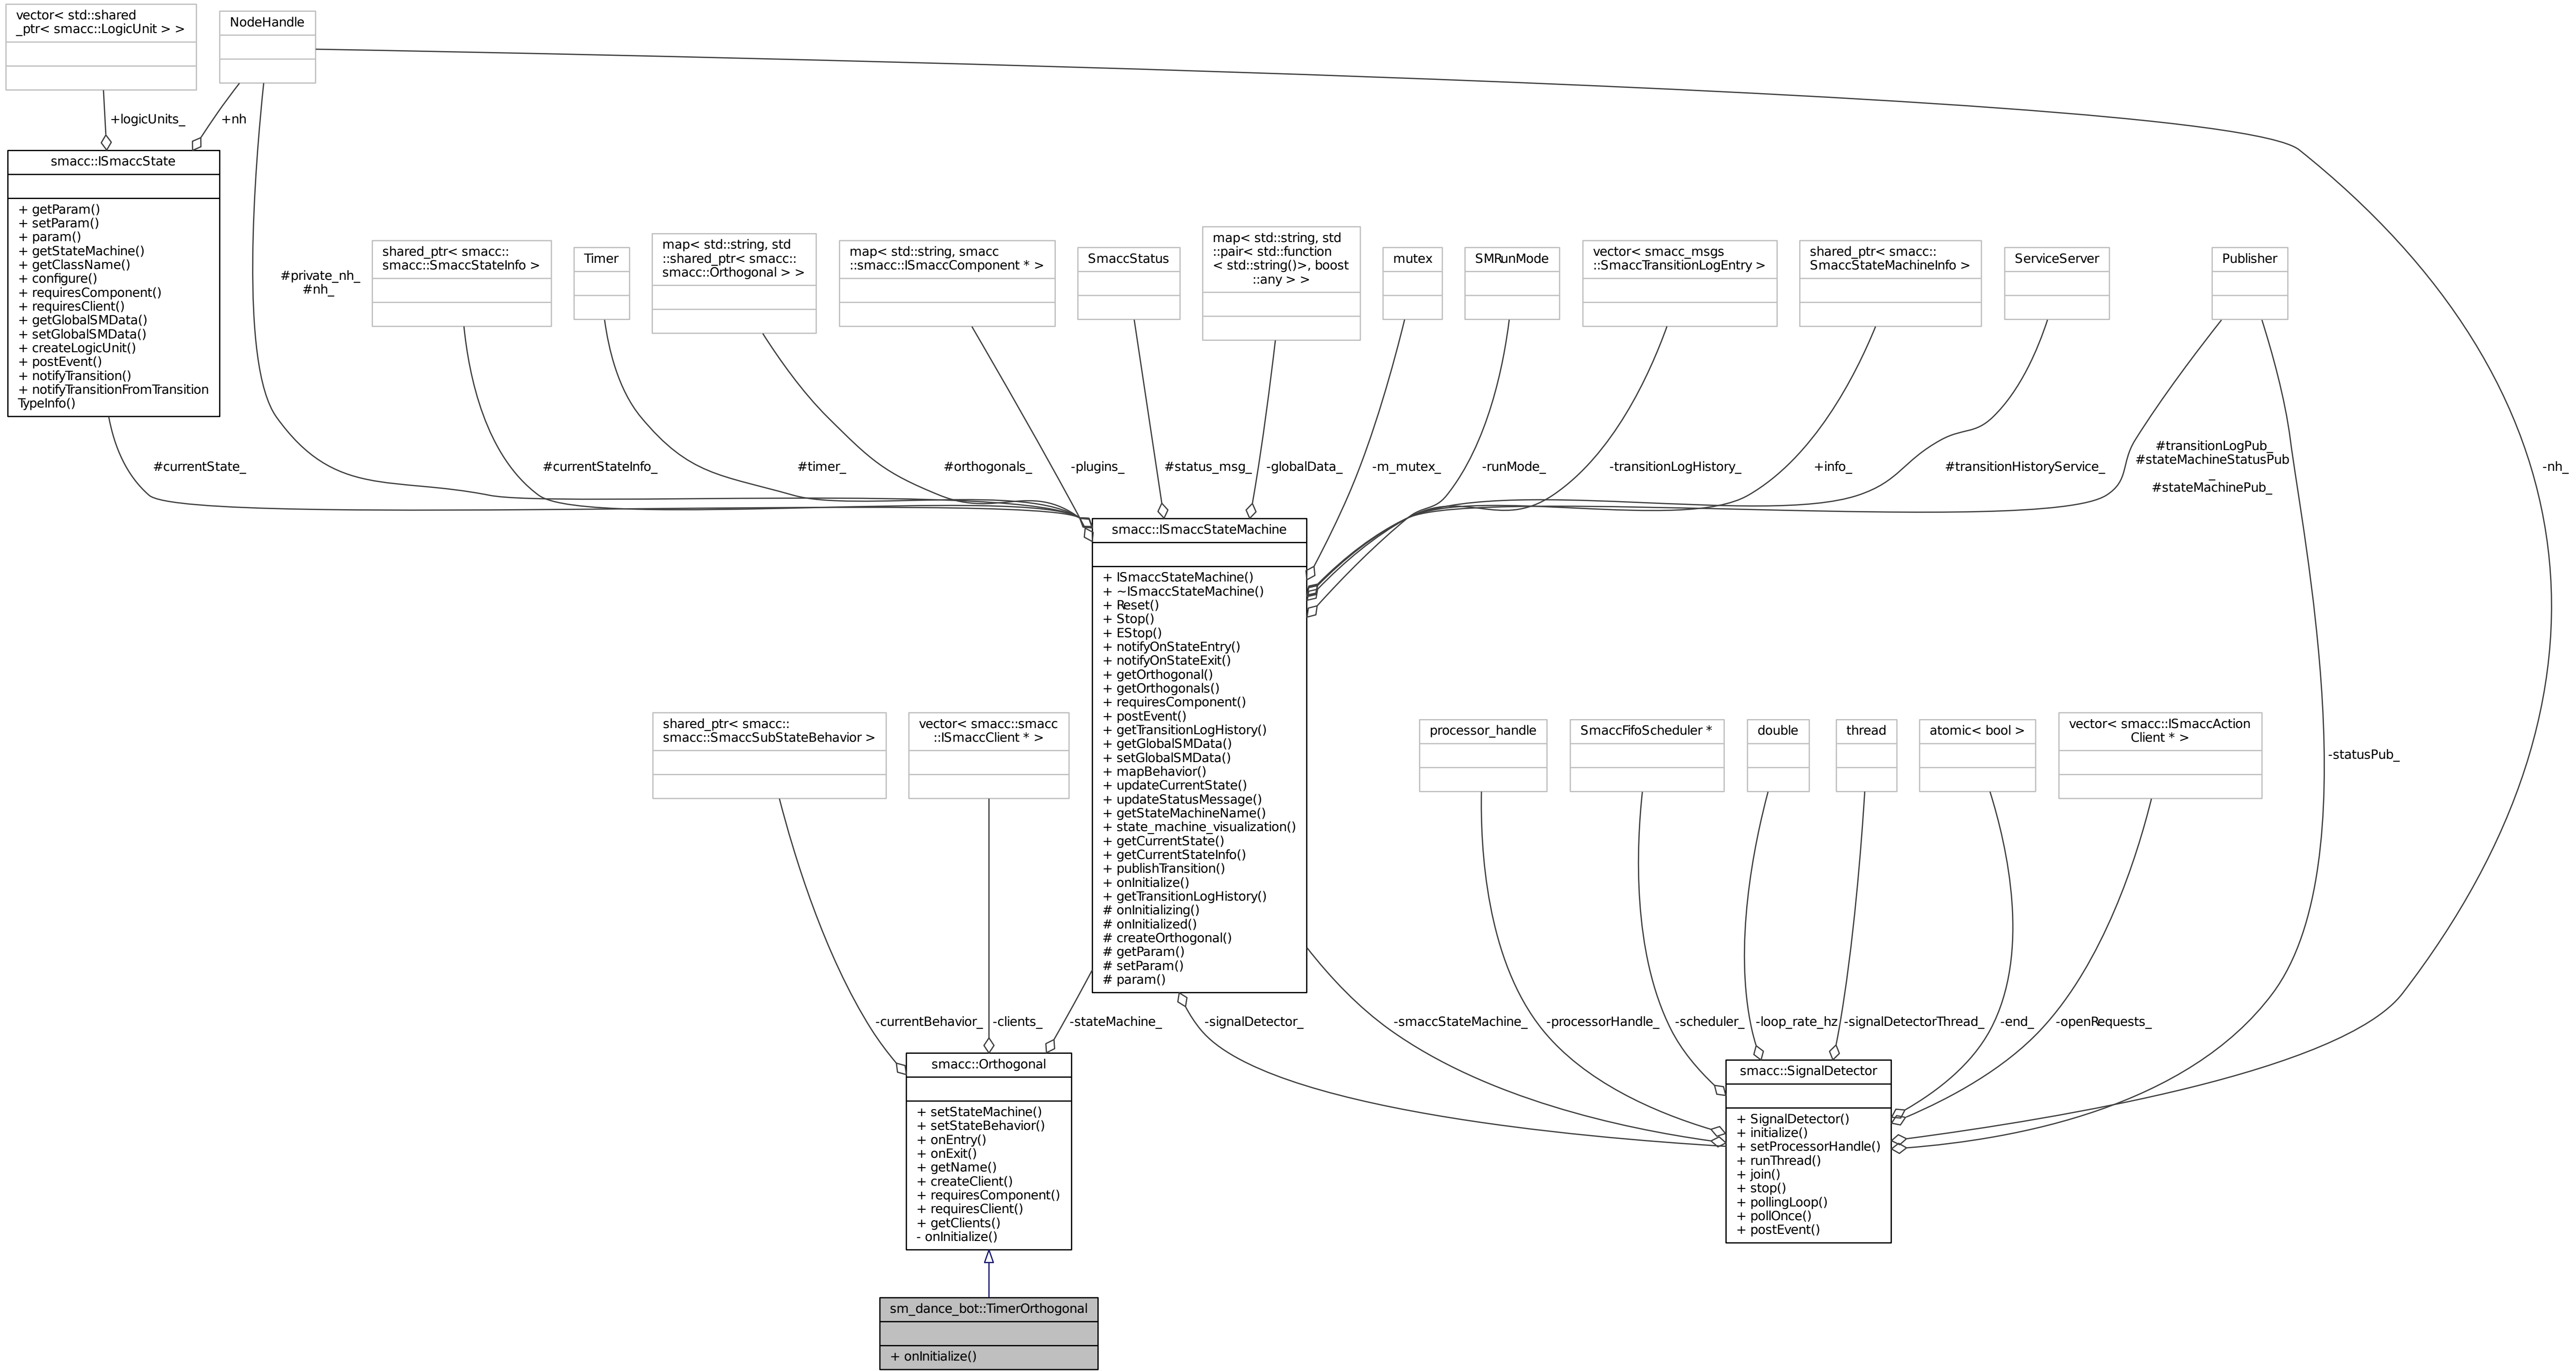 vector< std::shared
_ptr< smacc::LogicUnit > >
NodeHandle
+logicUnits_
+nh
smacc::ISmaccState
+ getParam()
+ setParam()
+ param()
+ getStateMachine()
+ getClassName()
+ configure()
+ requiresComponent()
+ requiresClient()
+ getGlobalSMData()
+ setGlobalSMData()
+ createLogicUnit()
+ postEvent()
+ notifyTransition()
+ notifyTransitionFromTransition
TypeInfo()
#private_nh_
#nh_
shared_ptr< smacc::
smacc::SmaccStateInfo >
Timer
map< std::string, std
::shared_ptr< smacc::
smacc::Orthogonal > >
map< std::string, smacc
::smacc::ISmaccComponent * >
SmaccStatus
map< std::string, std
::pair< std::function
< std::string()>, boost
::any > >
mutex
SMRunMode
vector< smacc_msgs
::SmaccTransitionLogEntry >
shared_ptr< smacc::
SmaccStateMachineInfo >
ServiceServer
Publisher
#currentState_
#currentStateInfo_
#timer_
#orthogonals_
-plugins_
#status_msg_
-globalData_
-m_mutex_
-runMode_
-transitionLogHistory_
+info_
#transitionHistoryService_
#transitionLogPub_
#stateMachineStatusPub
_
#stateMachinePub_
-nh_
smacc::ISmaccStateMachine
+ ISmaccStateMachine()
+ ~ISmaccStateMachine()
+ Reset()
+ Stop()
+ EStop()
+ notifyOnStateEntry()
+ notifyOnStateExit()
+ getOrthogonal()
+ getOrthogonals()
+ requiresComponent()
+ postEvent()
+ getTransitionLogHistory()
+ getGlobalSMData()
+ setGlobalSMData()
+ mapBehavior()
+ updateCurrentState()
+ updateStatusMessage()
+ getStateMachineName()
+ state_machine_visualization()
+ getCurrentState()
+ getCurrentStateInfo()
+ publishTransition()
+ onInitialize()
+ getTransitionLogHistory()
# onInitializing()
# onInitialized()
# createOrthogonal()
# getParam()
# setParam()
# param()
shared_ptr< smacc::
smacc::SmaccSubStateBehavior >
vector< smacc::smacc
::ISmaccClient * >
processor_handle
SmaccFifoScheduler *
double
thread
atomic< bool >
vector< smacc::ISmaccAction
Client * >
-statusPub_
-currentBehavior_
-clients_
-stateMachine_
-signalDetector_
-smaccStateMachine_
-processorHandle_
-scheduler_
-loop_rate_hz
-signalDetectorThread_
-end_
-openRequests_
smacc::Orthogonal
+ setStateMachine()
+ setStateBehavior()
+ onEntry()
+ onExit()
+ getName()
+ createClient()
+ requiresComponent()
+ requiresClient()
+ getClients()
- onInitialize()
smacc::SignalDetector
+ SignalDetector()
+ initialize()
+ setProcessorHandle()
+ runThread()
+ join()
+ stop()
+ pollingLoop()
+ pollOnce()
+ postEvent()
sm_dance_bot::TimerOrthogonal
+ onInitialize()